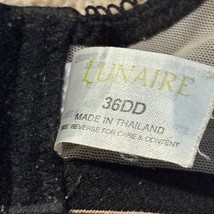 LUNAIRE
36DD
MADE IN THAILAND
REVERSE FOR CARE & CONTENT